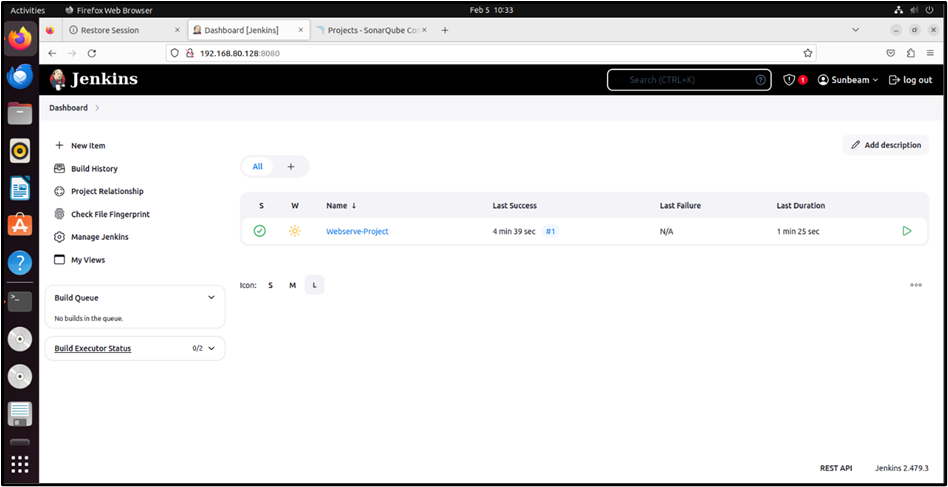 Activities Firefox Web Browser Feb 5 10:33
Restore Session Dashboard [Jenkins] Projects - SonarQube Co
192.168.80.128:8080
Jenkins Search (CTRL+K) 1 Sunbeam log out
Dashboard
New Item
Build History
Project Relationship
Check File Fingerprint
Manage Jenkins
My Views
Build Queue
No builds in the queue.
Build Executor Status 0/2
Add description
All +
S W Name ↓ Last Success Last Failure Last Duration
Webserve-Project 4 min 39 sec #1 N/A 1 min 25 sec
Icon: S M L
REST API Jenkins 2.479.3